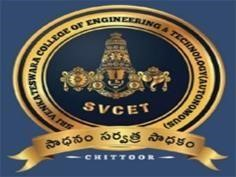 SRI VENKATESWARA COLLEGE OF ENGINEERING & TECHNOLOGY(AUTONOMOUS)
SVCET
సాధనం సర్వత్ర సాధకం
CHITTOOR